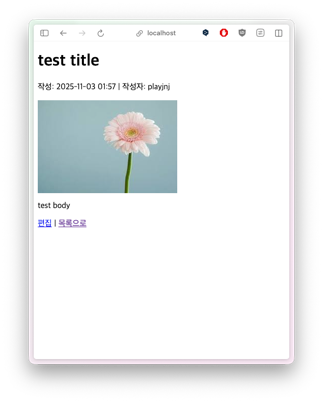 localhost
test title
작성: 2025-11-03 01:57 | 작성자: playjnj
test body
편집 | 목록으로